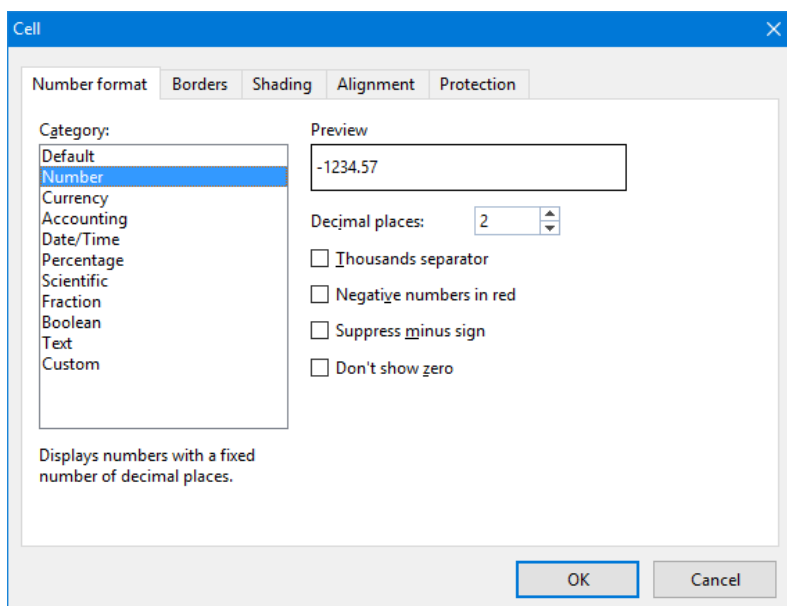 Cell
Number format
Borders
Shading
Alignment
Protection
Category:
Default
Number
Currency
Accounting
Date/Time
Percentage
Scientific
Fraction
Boolean
Text
Custom
Displays numbers with a fixed
number of decimal places.
Preview
-1234.57
Decimal places: 2
Thousands separator
Negative numbers in red
Suppress minus sign
Don't show zero
OK
Cancel